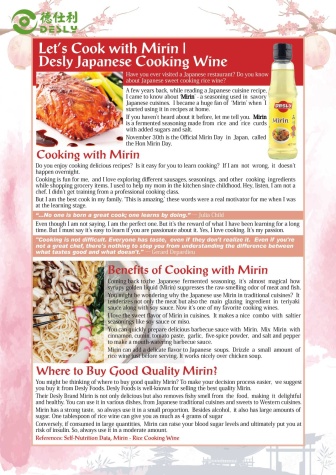 德仕利
DESLY
Let's Cook with Mirin |
Desly Japanese Cooking Wine
Have you ever visited a Japanese restaurant? Do you know
about Japanese sweet cooking rice wine?
A few years back, while reading a Japanese cuisine recipe,
I came to know about Mirin - a seasoning used in savory
Japanese cuisines. I became a huge fan of 'Mirin' when I
started using it in recipes at home.
If you haven't heard about it before, let me tell you. Mirin
is a fermented seasoning made from rice and rice curds
with added sugars and salt.
November 30th is the Official Mirin Day in Japan, called
the Hon Mirin Day.
DESLY
Mirin
Cooking with Mirin
Do you enjoy cooking delicious recipes? Is it easy for you to learn cooking? If I am not wrong, it doesn't
happen overnight.
Cooking is fun for me, and I love exploring different sausages, seasonings, and other cooking ingredients
while shopping grocery items. I used to help my mom in the kitchen since childhood. Hey, listen, I am not a
chef. I didn't get training from a professional cooking class.
But I am the best cook in my family. 'This is amazing,' these words were a real motivator for me when I was
at the learning stage.
"...No one is born a great cook; one learns by doing." – Julia Child
Even though I am not saying, I am the perfect one. But it's the reward of what I have been learning for a long
time. But I must say it's easy to learn if you are passionate about it. Yes, I love cooking. It's my passion.
"Cooking is not difficult. Everyone has taste, even if they don't realize it. Even if you're
not a great chef, there's nothing to stop you from understanding the difference between
what tastes good and what doesn't." – Gerard Depardieu
Benefits of Cooking with Mirin
Coming back to the Japanese fermented seasoning, it's almost magical how
syrups golden liquid (Mirin) suppresses the raw smelling odor of meat and fish.
You might be wondering why the Japanese use Mirin in traditional cuisines? It
tenderizes not only the meat but also the main glazing ingredient in teriyaki
sauce along with soy sauce. Now it's one of my favorite cooking wines.
I love the sweet flavor of Mirin in cuisines. It makes a nice combo with saltier
seasonings like soy sauce or miso.
You can quickly prepare delicious barbecue sauce with Mirin. Mix Mirin with
cinnamon, cumin, tomato paste, garlic, five-spice powder, and salt and pepper
to make a mouth-watering barbecue sauce.
Mirin can add a delicate flavor to Japanese soups. Drizzle a small amount of
rice wine just before serving. It works nicely over chicken soup.
Where to Buy Good Quality Mirin?
You might be thinking of where to buy good quality Mirin? To make your decision process easier, we suggest
you buy it from Desly Foods. Desly Foods is well-known for selling the best quality Mirin.
Their Desly Brand Mirin is not only delicious but also removes fishy smell from the food, making it delightful
and healthy. You can use it in various dishes, from Japanese traditional cuisines and sweets to Western cuisines.
Mirin has a strong taste, so always use it in a small proportion. Besides alcohol, it also has large amounts of
sugar. One tablespoon of rice wine can give you as much as 4 grams of sugar
Conversely, if consumed in large quantities, Mirin can raise your blood sugar levels and ultimately put you at
risk of insulin. So, always use it in a moderate amount.
References: Self-Nutrition Data, Mirin - Rice Cooking Wine